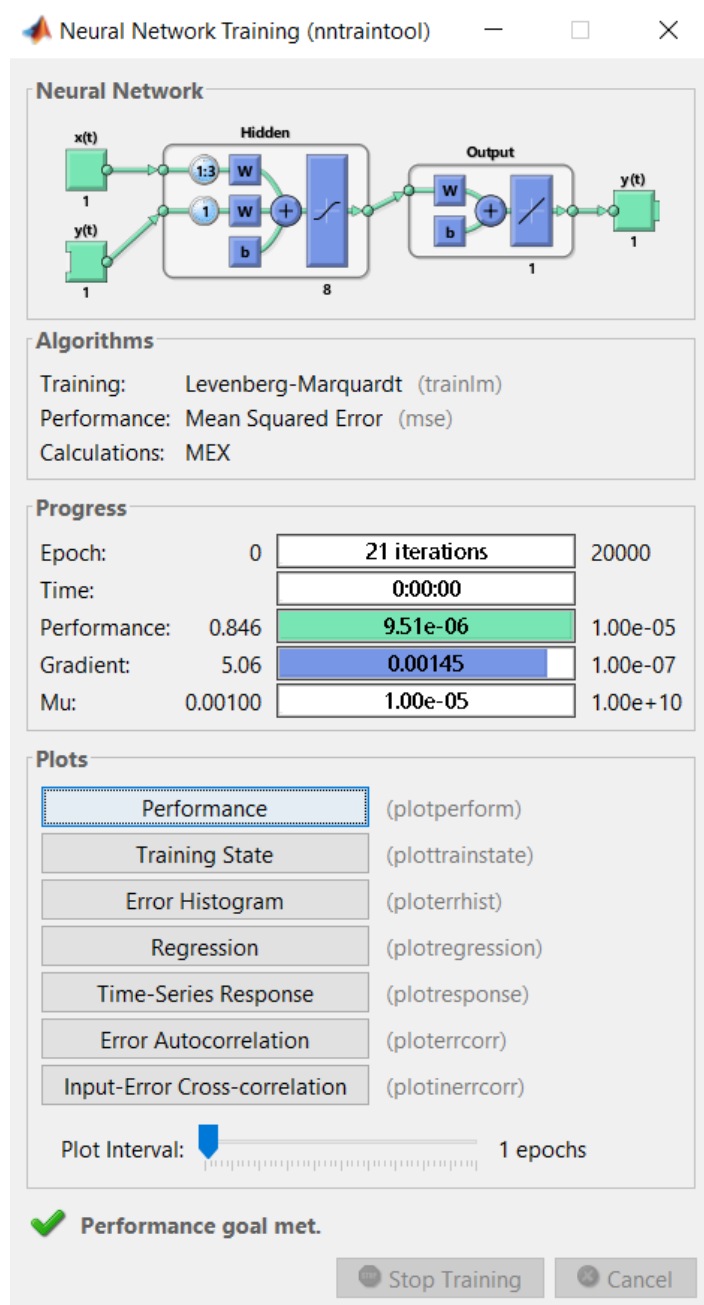 Neural Network Training (nntraintool)
Neural Network
x(t)
1
y(t)
1
Hidden
1:3 W
1 W
+
b
8
Output
W
+
b
1
y(t)
1
Algorithms
Training: Levenberg-Marquardt (trainlm)
Performance: Mean Squared Error (mse)
Calculations: MEX
Progress
Epoch: 0 21 iterations 20000
Time: 0:00:00
Performance: 0.846 9.51e-06 1.00e-05
Gradient: 5.06 0.00145 1.00e-07
Mu: 0.00100 1.00e-05 1.00e+10
Plots
Performance (plotperform)
Training State (plottrainstate)
Error Histogram (ploterrhist)
Regression (plotregression)
Time-Series Response (plotresponse)
Error Autocorrelation (ploterrcorr)
Input-Error Cross-correlation (plotinerrcorr)
Plot Interval: 1 epochs
Performance goal met.
Stop Training Cancel